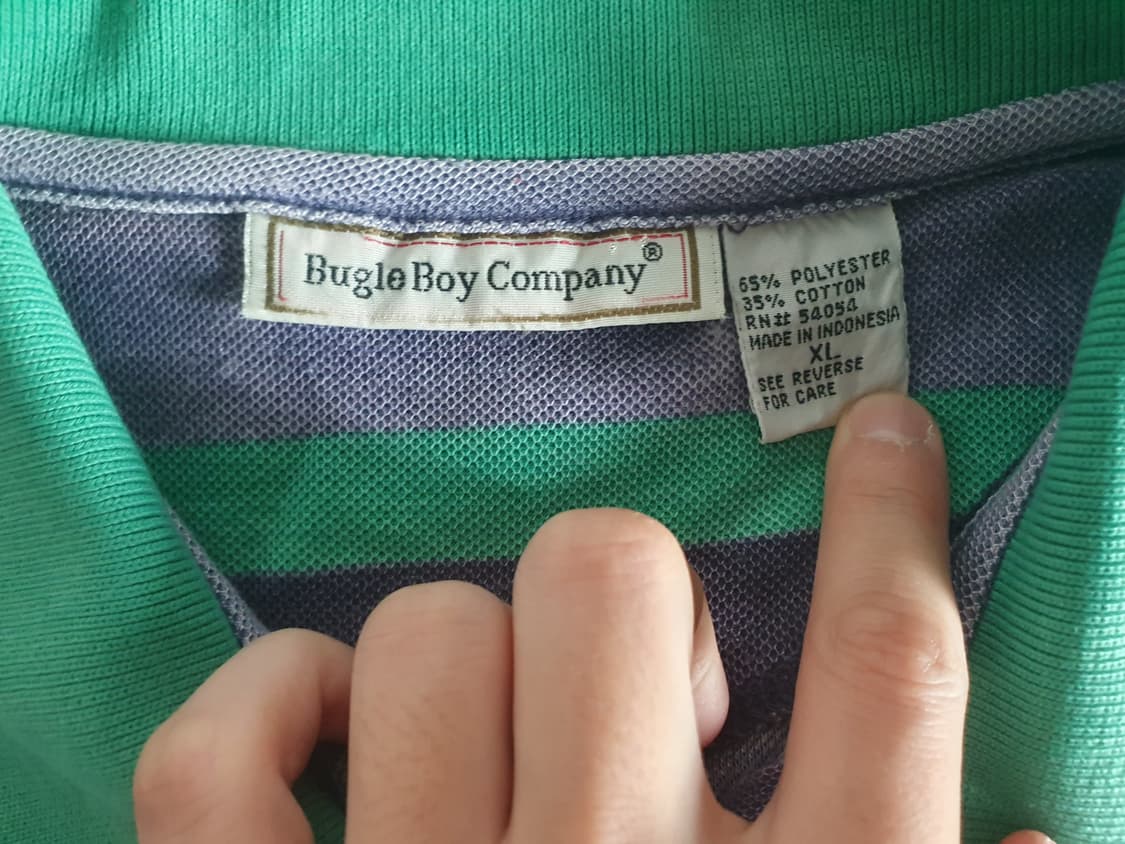 Bugle Boy Company®
65% POLYESTER
35% COTTON
RN# 54054
MADE IN INDONESIA
XL
SEE REVERSE
FOR CARE